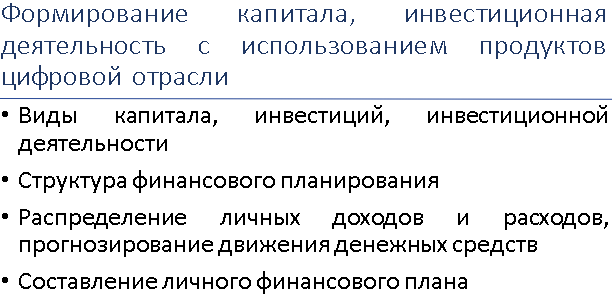 Формирование капитала, инвестиционная
деятельность с использованием продуктов
цифровой отрасли
• Виды капитала, инвестиций, инвестиционной
деятельности
• Структура финансового планирования
• Распределение личных доходов и расходов,
прогнозирование движения денежных средств
• Составление личного финансового плана